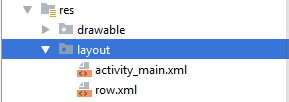 res
drawable
layout
activity_main.xml
row.xml